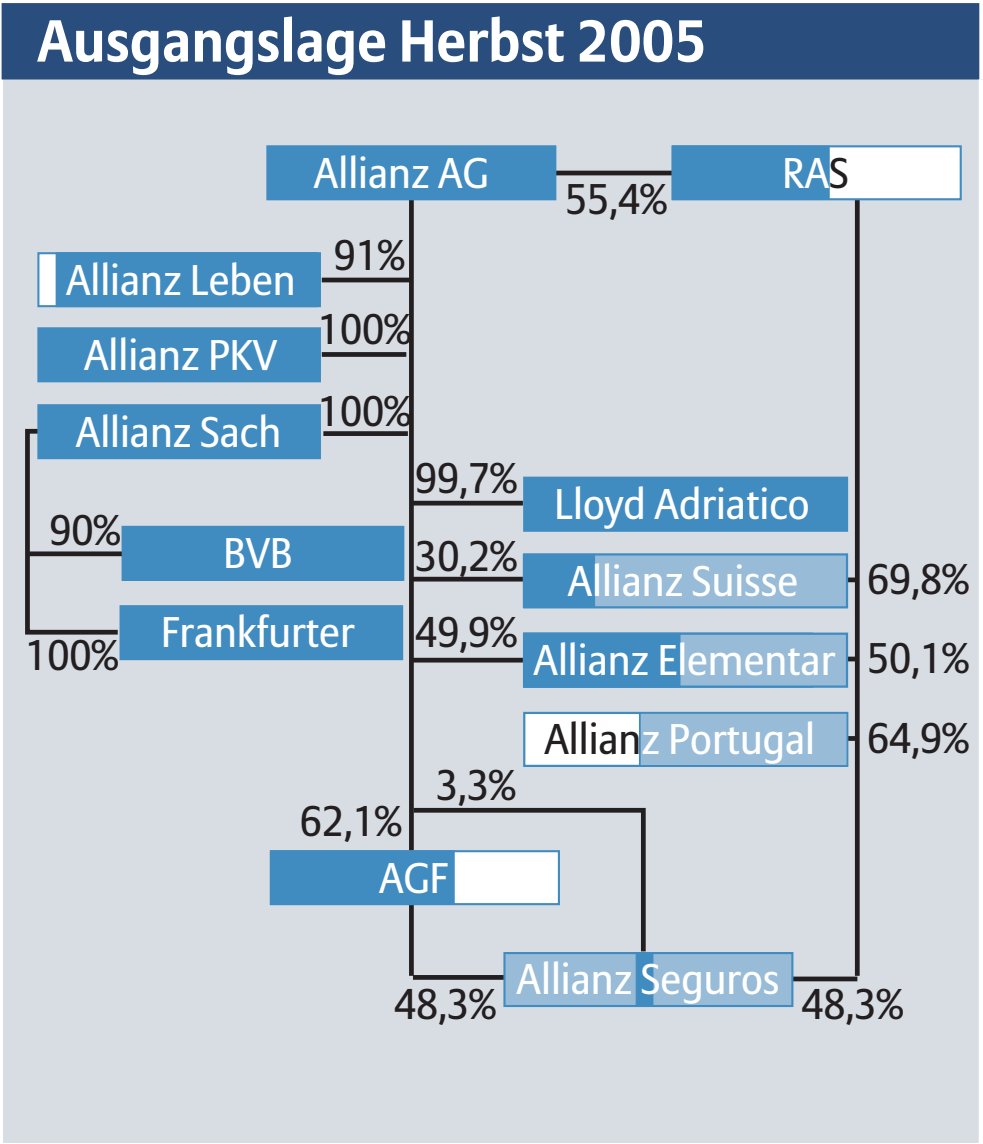 Ausgangslage Herbst 2005
Allianz AG
55,4%
RAS
91%
Allianz Leben
100%
Allianz PKV
100%
Allianz Sach
99,7%
Lloyd Adriatico
90%
BVB
30,2%
Allianz Suisse
69,8%
100%
Frankfurter
49,9%
Allianz Elementar
50,1%
Allianz Portugal
64,9%
3,3%
62,1%
AGF
48,3%
Allianz Seguros
48,3%